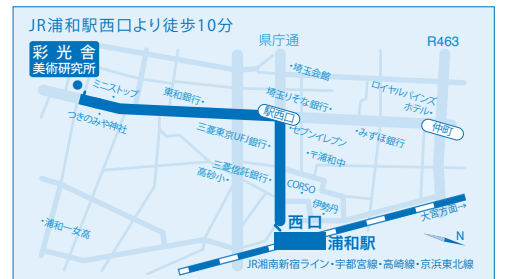 JR浦和駅西口より徒歩10分
県庁通
R463
彩光舎
美術研究所
・埼玉会館
ミニストップ
東和銀行・
埼玉りそな銀行・
ロイヤルパインズ
ホテル・
駅西口
つきのみや神社
三菱東京UFJ銀行・
・セブンイレブン
・みずほ銀行
仲町
・〒浦和中
三菱信託銀行・
高砂小・
CORSO
・伊勢丹
・浦和一女高
西口
大宮方面→
浦和駅
N
JR湘南新宿ライン・宇都宮線・高崎線・京浜東北線